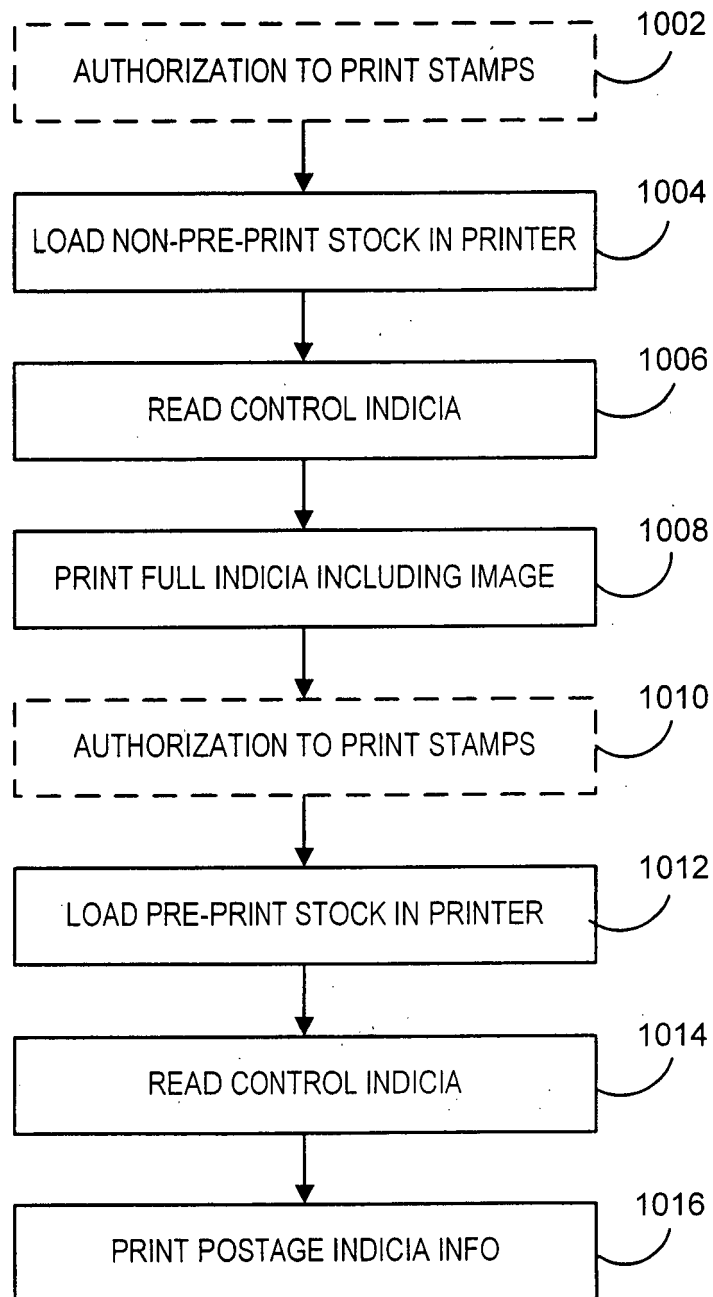 1002
AUTHORIZATION TO PRINT STAMPS
1004
LOAD NON-PRE-PRINT STOCK IN PRINTER
1006
READ CONTROL INDICIA
1008
PRINT FULL INDICIA INCLUDING IMAGE
1010
AUTHORIZATION TO PRINT STAMPS
1012
LOAD PRE-PRINT STOCK IN PRINTER
1014
READ CONTROL INDICIA
1016
PRINT POSTAGE INDICIA INFO